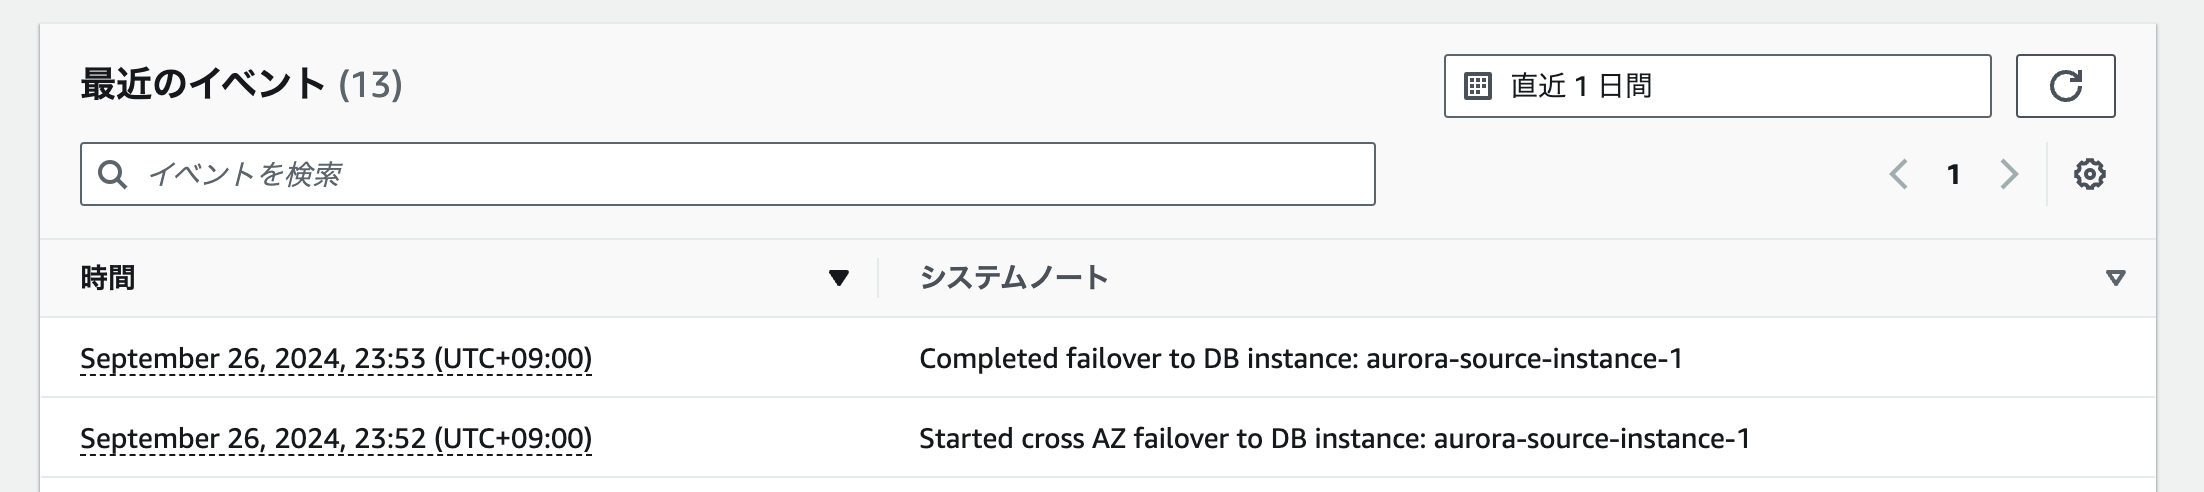 最近のイベント (13)
直近 1 日間
イベントを検索
1
時間
システムノート
September 26, 2024, 23:53 (UTC+09:00)
Completed failover to DB instance: aurora-source-instance-1
September 26, 2024, 23:52 (UTC+09:00)
Started cross AZ failover to DB instance: aurora-source-instance-1